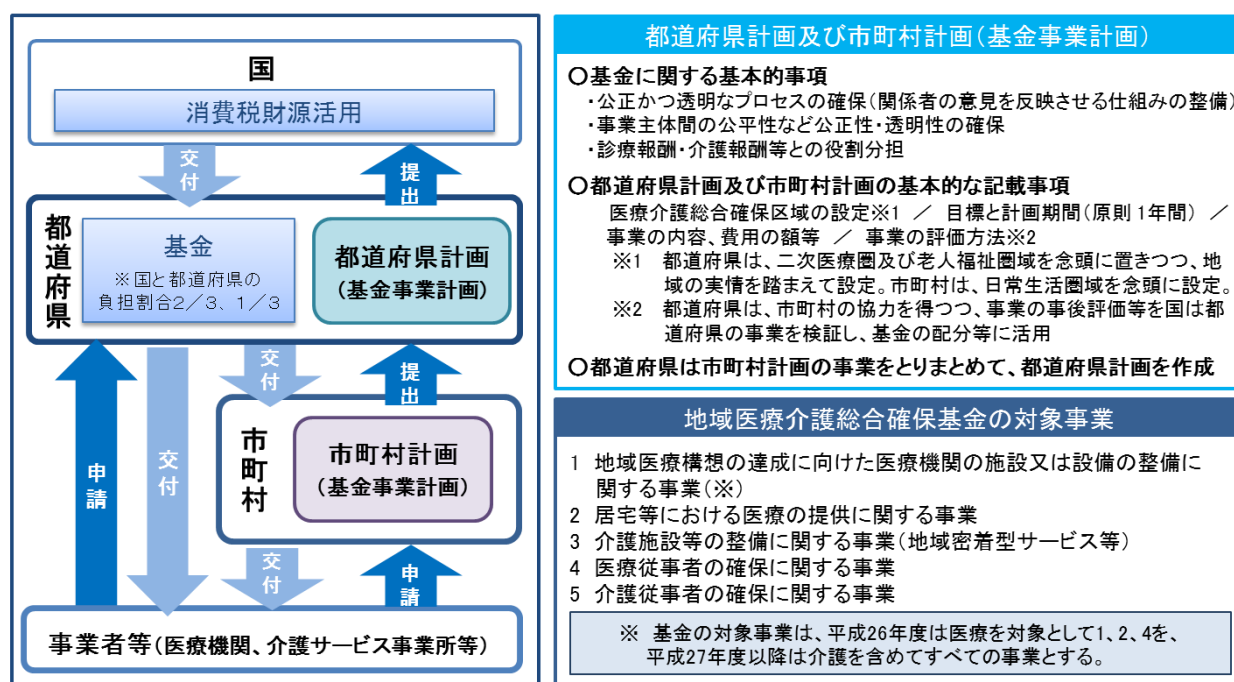 国
消費税財源活用
交付
提出
都道府県
基金
※国と都道府県の
負担割合2／3、1／3
都道府県計画
(基金事業計画)
交付
提出
市町村
市町村計画
(基金事業計画)
申請
交付
交付
申請
事業者等(医療機関、介護サービス事業所等)
都道府県計画及び市町村計画(基金事業計画)
○基金に関する基本的事項
・公正かつ透明なプロセスの確保(関係者の意見を反映させる仕組みの整備)
・事業主体間の公平性など公正性・透明性の確保
・診療報酬・介護報酬等との役割分担
○都道府県計画及び市町村計画の基本的な記載事項
医療介護総合確保区域の設定※1 ／ 目標と計画期間(原則1年間) ／
事業の内容、費用の額等 ／ 事業の評価方法※2
※1 都道府県は、二次医療圏及び老人福祉圏域を念頭に置きつつ、地
域の実情を踏まえて設定。市町村は、日常生活圏域を念頭に設定。
※2 都道府県は、市町村の協力を得つつ、事業の事後評価等を国は都
道府県の事業を検証し、基金の配分等に活用
○都道府県は市町村計画の事業をとりまとめて、都道府県計画を作成
地域医療介護総合確保基金の対象事業
1 地域医療構想の達成に向けた医療機関の施設又は設備の整備に
関する事業(※)
2 居宅等における医療の提供に関する事業
3 介護施設等の整備に関する事業(地域密着型サービス等)
4 医療従事者の確保に関する事業
5 介護従事者の確保に関する事業
※ 基金の対象事業は、平成26年度は医療を対象として1、2、4を、
平成27年度以降は介護を含めてすべての事業とする。